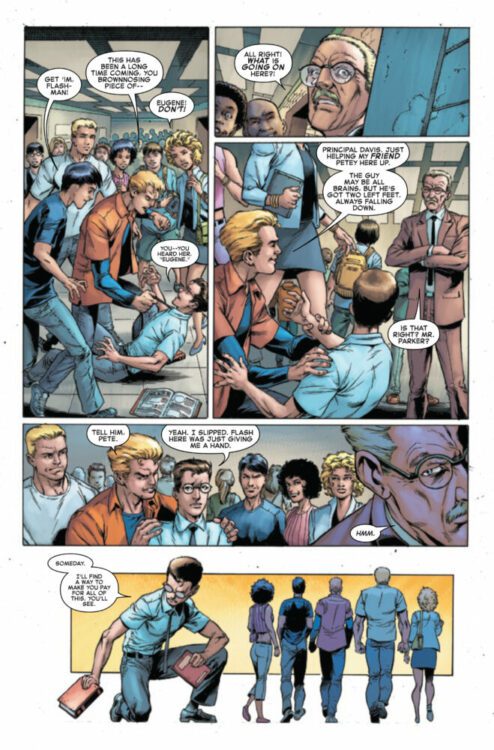 GET 'IM,
FLASH-
MAN!
THIS HAS
BEEN A LONG
TIME COMING, YOU
BROWNNOSING
PIECE OF--
EUGENE!
DON'T!
YOU--YOU
HEARD HER,
"EUGENE."
ALL RIGHT!
WHAT IS
GOING ON
HERE?!
PRINCIPAL DAVIS. JUST
HELPING MY FRIEND
PETEY HERE UP.
THE GUY
MAY BE ALL
BRAINS, BUT HE'S
GOT TWO LEFT FEET.
ALWAYS FALLING
DOWN.
IS THAT
RIGHT? MR.
PARKER?
TELL HIM,
PETE.
YEAH. I SLIPPED. FLASH
HERE WAS JUST GIVING
ME A HAND.
HMM.
SOMEDAY.
I'LL FIND
A WAY TO
MAKE YOU PAY
FOR ALL OF
THIS. YOU'LL
SEE.